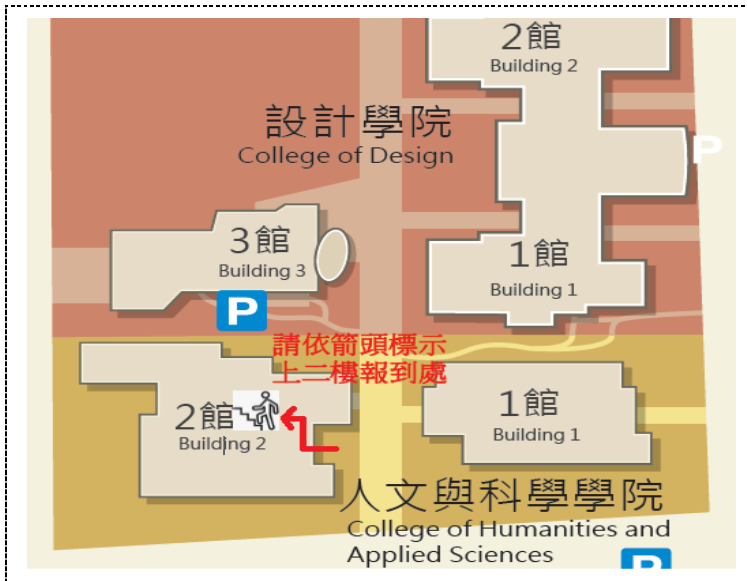 2館
Building 2
設計學院
College of Design
P
3館
Building 3
1館
Building 1
P
請依箭頭標示
上二樓報到處
2館
Building 2
1館
Building 1
人文與科學學院
College of Humanities and
Applied Sciences
P